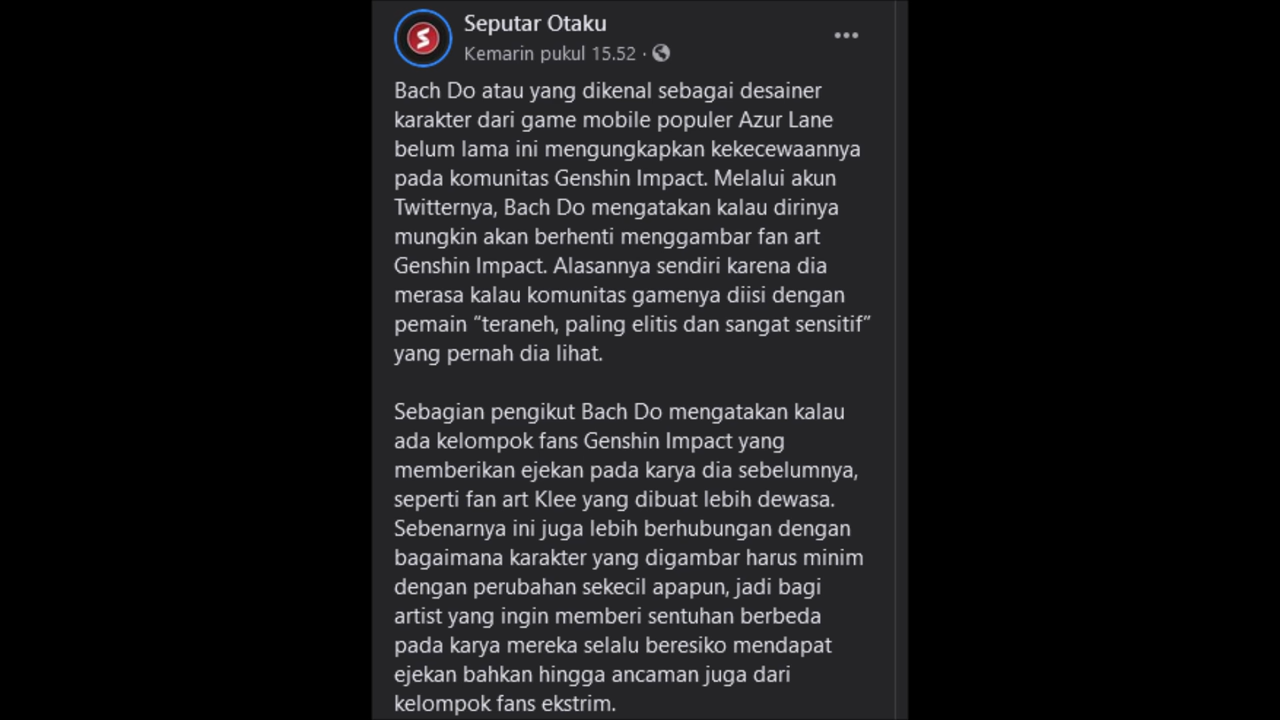 Seputar Otaku
Kemarin pukul 15.52 ·
Bach Do atau yang dikenal sebagai desainer
karakter dari game mobile populer Azur Lane
belum lama ini mengungkapkan kekecewaannya
pada komunitas Genshin Impact. Melalui akun
Twitternya, Bach Do mengatakan kalau dirinya
mungkin akan berhenti menggambar fan art
Genshin Impact. Alasannya sendiri karena dia
merasa kalau komunitas gamenya diisi dengan
pemain “teraneh, paling elitis dan sangat sensitif”
yang pernah dia lihat.

Sebagian pengikut Bach Do mengatakan kalau
ada kelompok fans Genshin Impact yang
memberikan ejekan pada karya dia sebelumnya,
seperti fan art Klee yang dibuat lebih dewasa.
Sebenarnya ini juga lebih berhubungan dengan
bagaimana karakter yang digambar harus minim
dengan perubahan sekecil apapun, jadi bagi
artist yang ingin memberi sentuhan berbeda
pada karya mereka selalu beresiko mendapat
ejekan bahkan hingga ancaman juga dari
kelompok fans ekstrim.